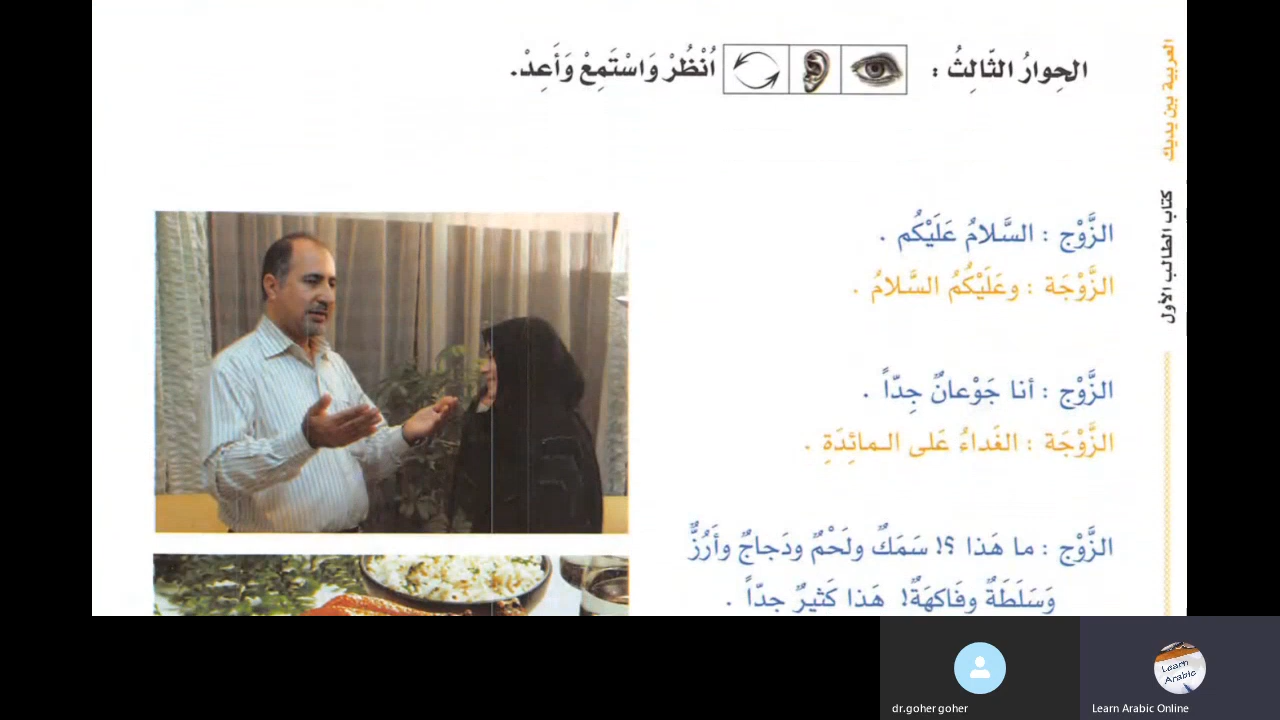 الحِوارُ الثّالِثُ : اُنْظُرْ وَاسْتَمِعْ وَأَعِدْ.
العربية بين يديك
كتاب الطالب الأول
الزَّوْج : السَّلامُ عَلَيْكُم .
الزَّوْجَة : وعَلَيْكُمُ السَّلامُ .
الزَّوْج : أنا جَوْعانٌ جِدّاً .
الزَّوْجَة : الغَداءُ عَلى المائِدَةِ .
الزَّوْج : ما هَذا ؟! سَمَكٌ ولَحْمٌ ودَجاجٌ وأَرُزٌّ
وَسَلَطَةٌ وفَاكهَةٌ! هَذا كَثيرٌ جدّاً .
Learn Arabic
dr.goher goher
Learn Arabic Online